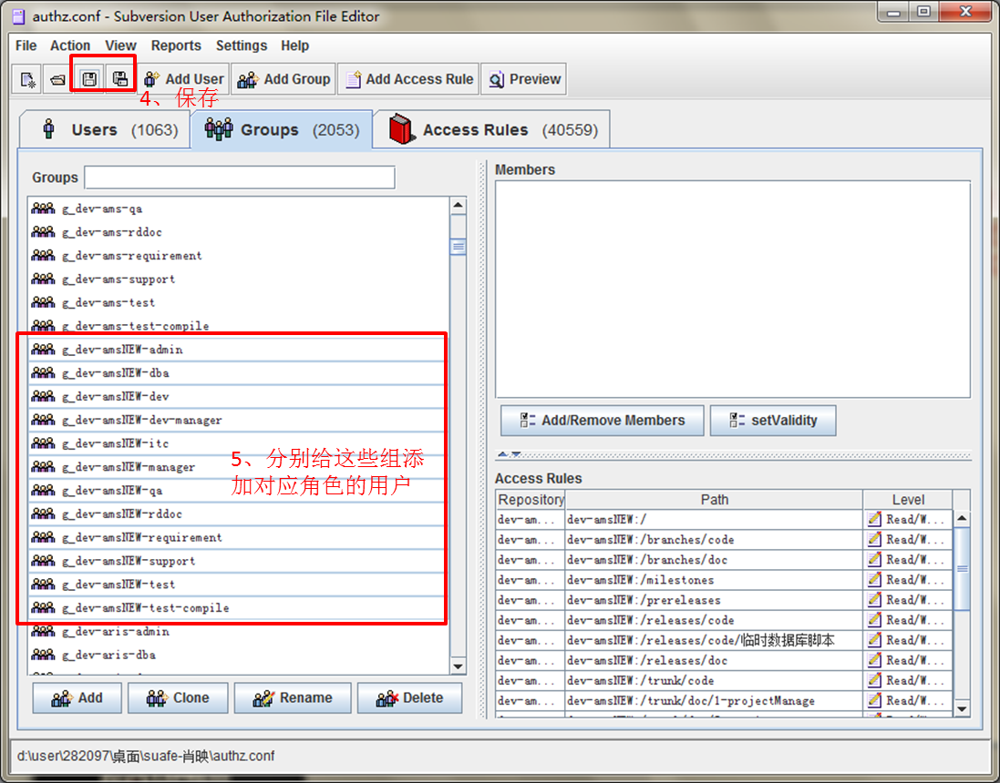 authz.conf - Subversion User Authorization File Editor
File Action View Reports Settings Help
Add User Add Group Add Access Rule Preview
4、保存
Users (1063) Groups (2053) Access Rules (40559)
Groups
g_dev-ams-qa
g_dev-ams-rddoc
g_dev-ams-requirement
g_dev-ams-support
g_dev-ams-test
g_dev-ams-test-compile
g_dev-amsNEW-admin
g_dev-amsNEW-dba
g_dev-amsNEW-dev
g_dev-amsNEW-dev-manager
g_dev-amsNEW-itc
g_dev-amsNEW-manager
g_dev-amsNEW-qa
g_dev-amsNEW-rddoc
g_dev-amsNEW-requirement
g_dev-amsNEW-support
g_dev-amsNEW-test
g_dev-amsNEW-test-compile
g_dev-aris-admin
g_dev-aris-dba
5、分别给这些组添
加对应角色的用户
Add Clone Rename Delete
Members
Add/Remove Members setValidity
Access Rules
Repository Path Level
dev-am... dev-amsNEW:/ Read/W...
dev-am... dev-amsNEW:/branches/code Read/W...
dev-am... dev-amsNEW:/branches/doc Read/W...
dev-am... dev-amsNEW:/milestones Read/W...
dev-am... dev-amsNEW:/prereleases Read/W...
dev-am... dev-amsNEW:/releases/code Read/W...
dev-am... dev-amsNEW:/releases/code/临时数据库脚本 Read/W...
dev-am... dev-amsNEW:/releases/doc Read/W...
dev-am... dev-amsNEW:/trunk/code Read/W...
dev-am... dev-amsNEW:/trunk/doc/1-projectManage Read/W...
d:\user\282097\桌面\suafe-肖映\authz.conf